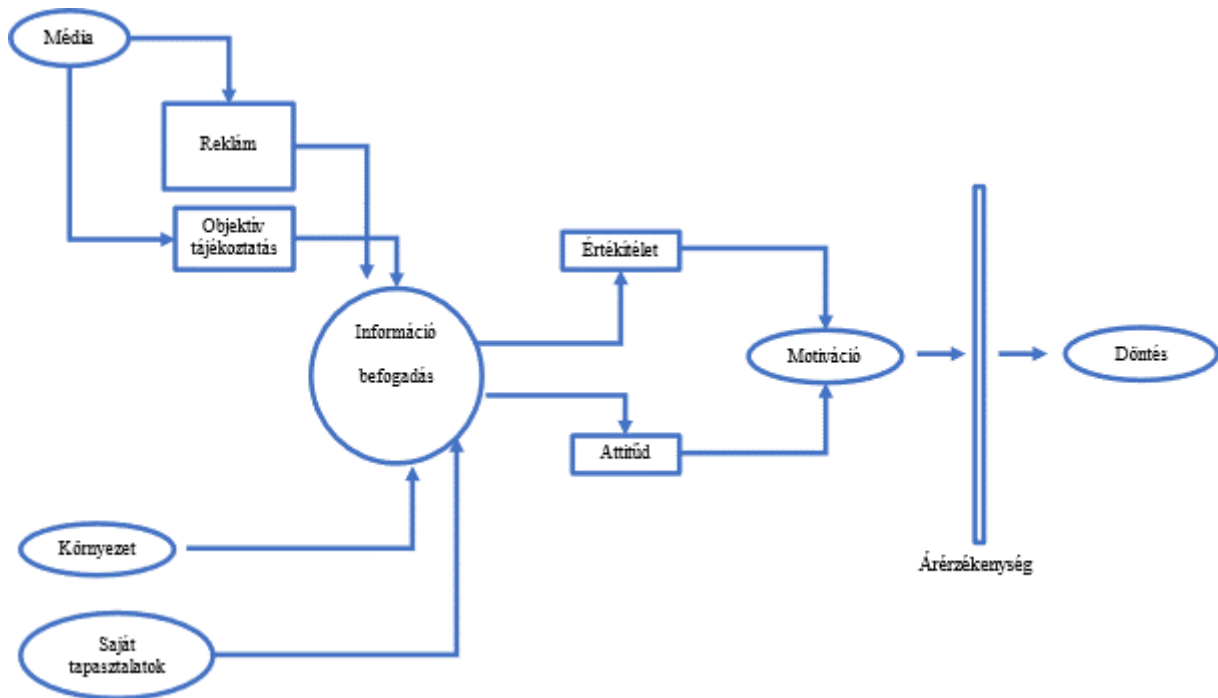 Média
Reklám
Objektív
tájékoztatás
Információ
befogadás
Értékítélet
Attitűd
Motiváció
Döntés
Árérzékenység
Környezet
Saját
tapasztalatok